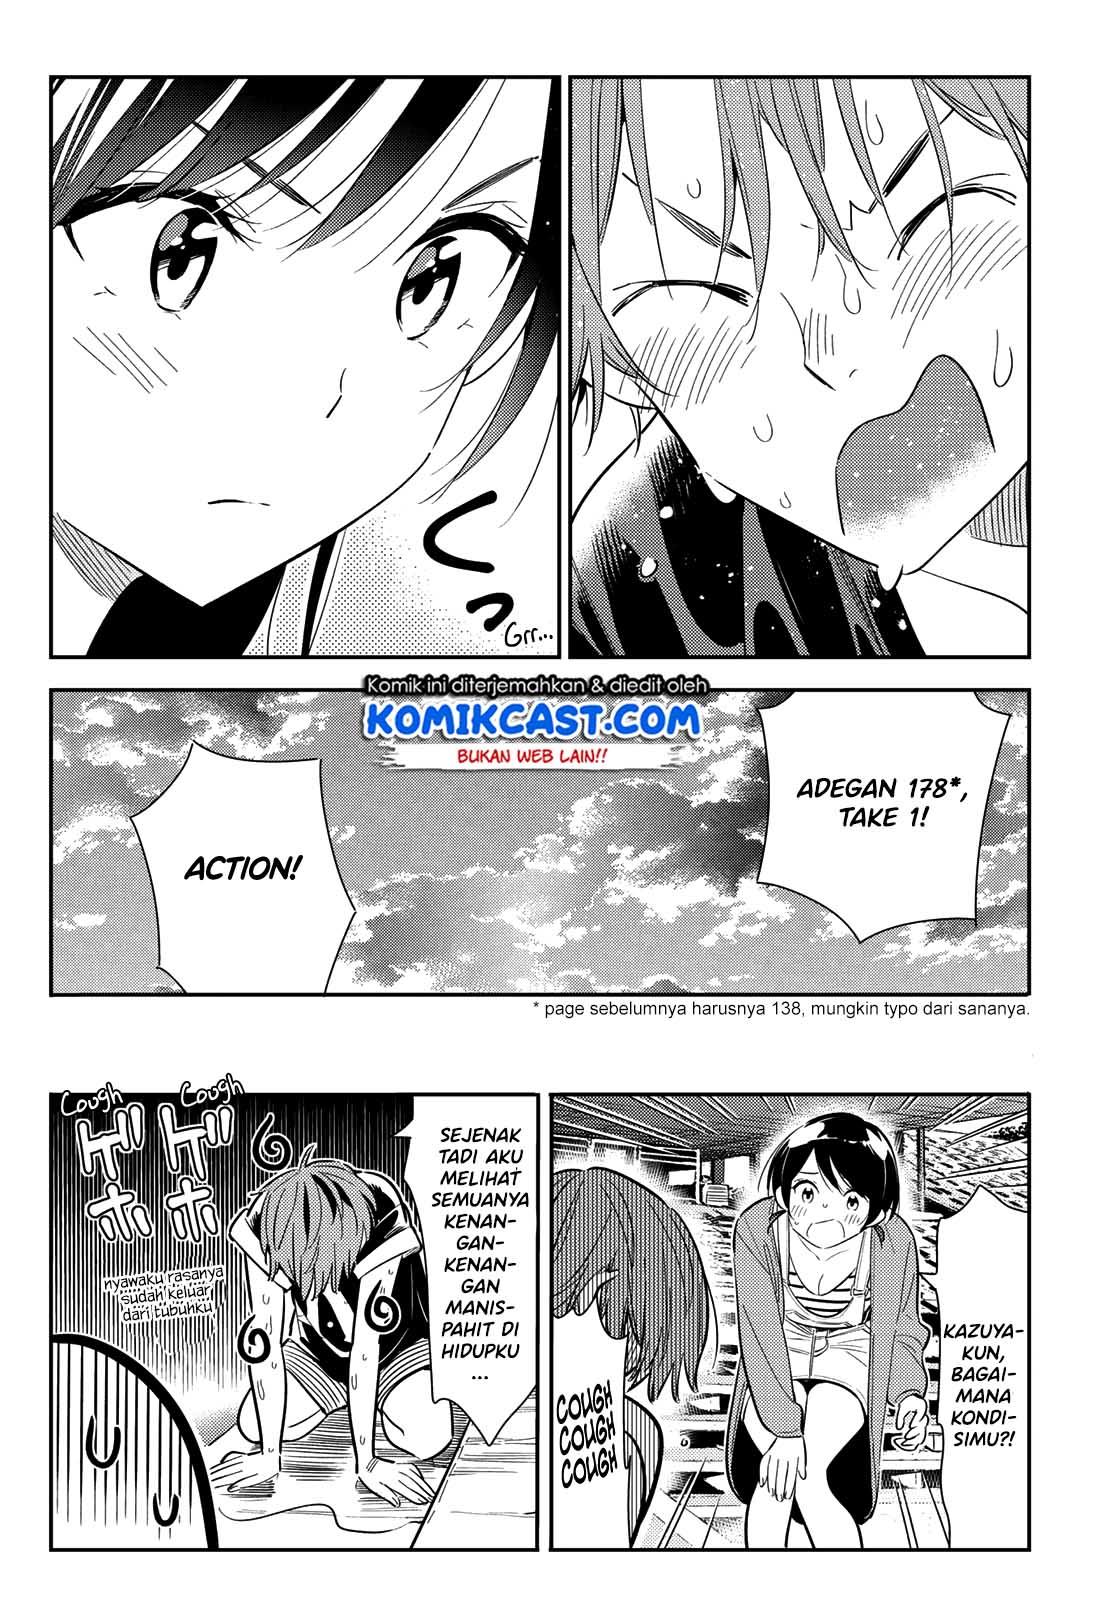 くっ
Grr...
Komik ini diterjemahkan & diedit oleh
KOMIKCAST.COM
BUKAN WEB LAIN!!
ADEGAN 178*,
TAKE 1!
ACTION!
* page sebelumnya harusnya 138, mungkin typo dari sananya.
KAZUYA-
KUN,
BAGAI-
MANA
KONDI-
SIMU?!
COUGH
COUGH
COUGH
SEJENAK
TADI AKU
MELIHAT
SEMUANYA
KENAN-
GAN-
KENAN-
GAN
MANIS-
PAHIT DI
HIDUPKU
...
Cough
ゲホ
Cough
ゲホ
nyawaku rasanya
sudah keluar
dari tubuhku